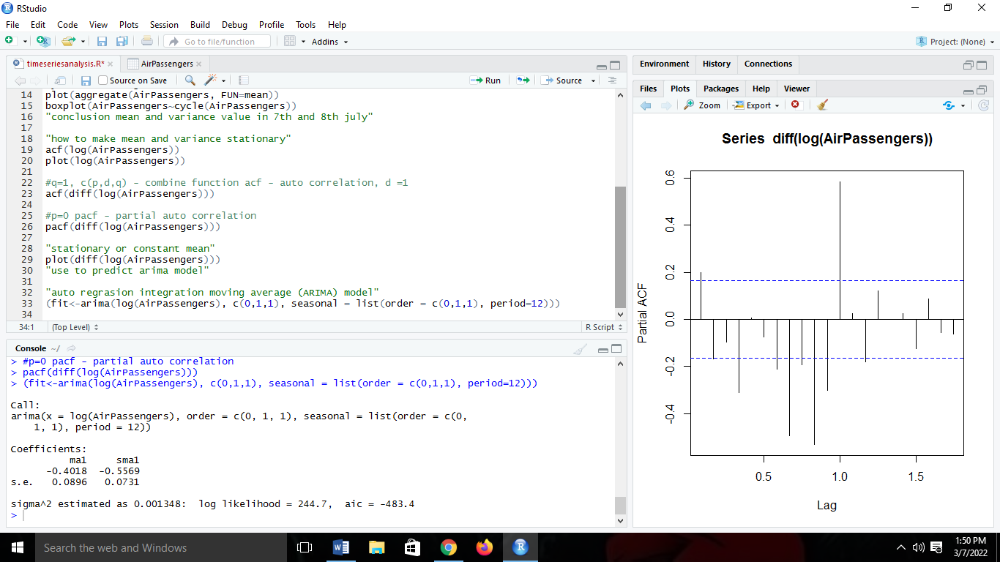 RStudio
File Edit Code View Plots Session Build Debug Profile Tools Help
Go to file/function
Addins
Project: (None)
timeseriesanalysis.R*
AirPassengers
Source on Save
Run
Source
14 plot(aggregate(AirPassengers, FUN=mean))
15 boxplot(AirPassengers~cycle(AirPassengers))
16 "conclusion mean and variance value in 7th and 8th july"
17
18 "how to make mean and variance stationary"
19 acf(log(AirPassengers))
20 plot(log(AirPassengers))
21
22 #q=1, c(p,d,q) - combine function acf - auto correlation, d =1
23 acf(diff(log(AirPassengers)))
24
25 #p=0 pacf - partial auto correlation
26 pacf(diff(log(AirPassengers)))
27
28 "stationary or constant mean"
29 plot(diff(log(AirPassengers)))
30 "use to predict arima model"
31
32 "auto regrasion integration moving average (ARIMA) model"
33 (fit<-arima(log(AirPassengers), c(0,1,1), seasonal = list(order = c(0,1,1), period=12)))
34
34:1 (Top Level) R Script
Console ~/
> #p=0 pacf - partial auto correlation
> pacf(diff(log(AirPassengers)))
> (fit<-arima(log(AirPassengers), c(0,1,1), seasonal = list(order = c(0,1,1), period=12)))
Call:
arima(x = log(AirPassengers), order = c(0, 1, 1), seasonal = list(order = c(0,
1, 1), period = 12))
Coefficients:
ma1 sma1
-0.4018 -0.5569
s.e. 0.0896 0.0731
sigma^2 estimated as 0.001348: log likelihood = 244.7, aic = -483.4
>
Environment History Connections
Files Plots Packages Help Viewer
Zoom Export
Series diff(log(AirPassengers))
Partial ACF
0.6
0.4
0.2
0.0
-0.2
-0.4
0.5 1.0 1.5
Lag
Search the web and Windows
1:50 PM
3/7/2022